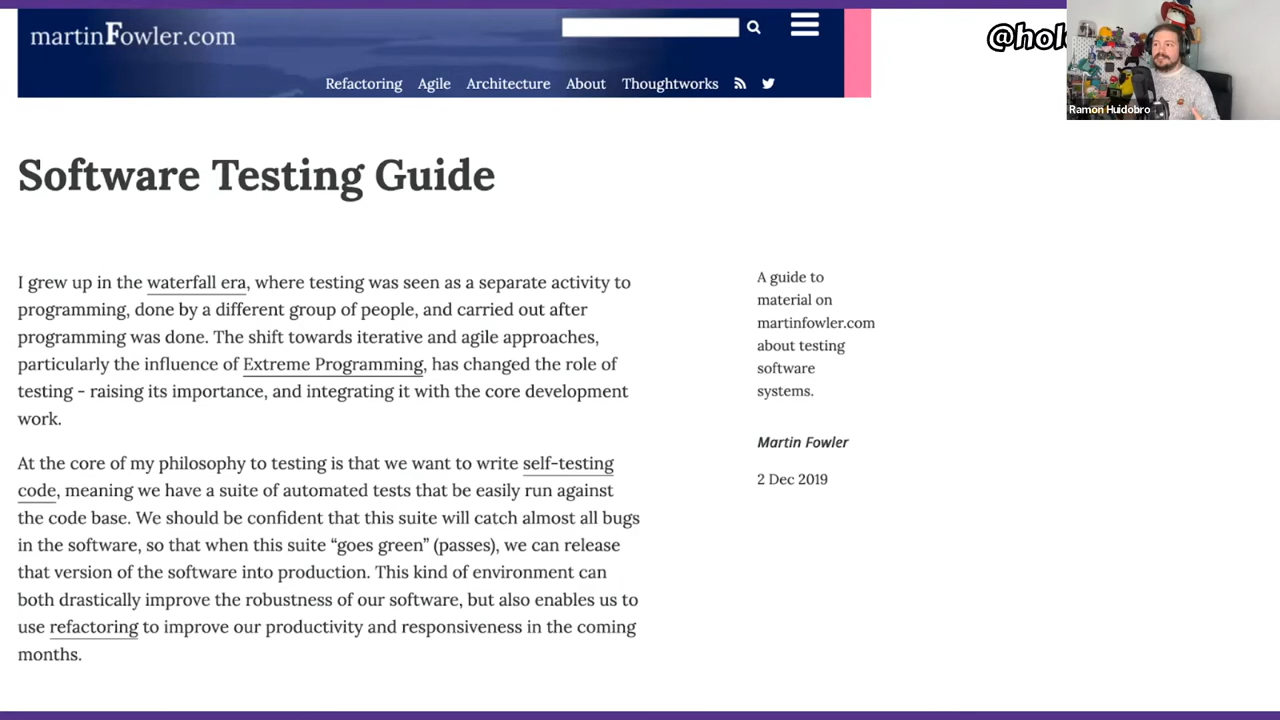 martinFowler.com
Refactoring Agile Architecture About Thoughtworks
@hol
Ramon Huidobro
Software Testing Guide
I grew up in the waterfall era, where testing was seen as a separate activity to
programming, done by a different group of people, and carried out after
programming was done. The shift towards iterative and agile approaches,
particularly the influence of Extreme Programming, has changed the role of
testing - raising its importance, and integrating it with the core development
work.
At the core of my philosophy to testing is that we want to write self-testing
code, meaning we have a suite of automated tests that be easily run against
the code base. We should be confident that this suite will catch almost all bugs
in the software, so that when this suite “goes green” (passes), we can release
that version of the software into production. This kind of environment can
both drastically improve the robustness of our software, but also enables us to
use refactoring to improve our productivity and responsiveness in the coming
months.
A guide to
material on
martinfowler.com
about testing
software
systems.
Martin Fowler
2 Dec 2019